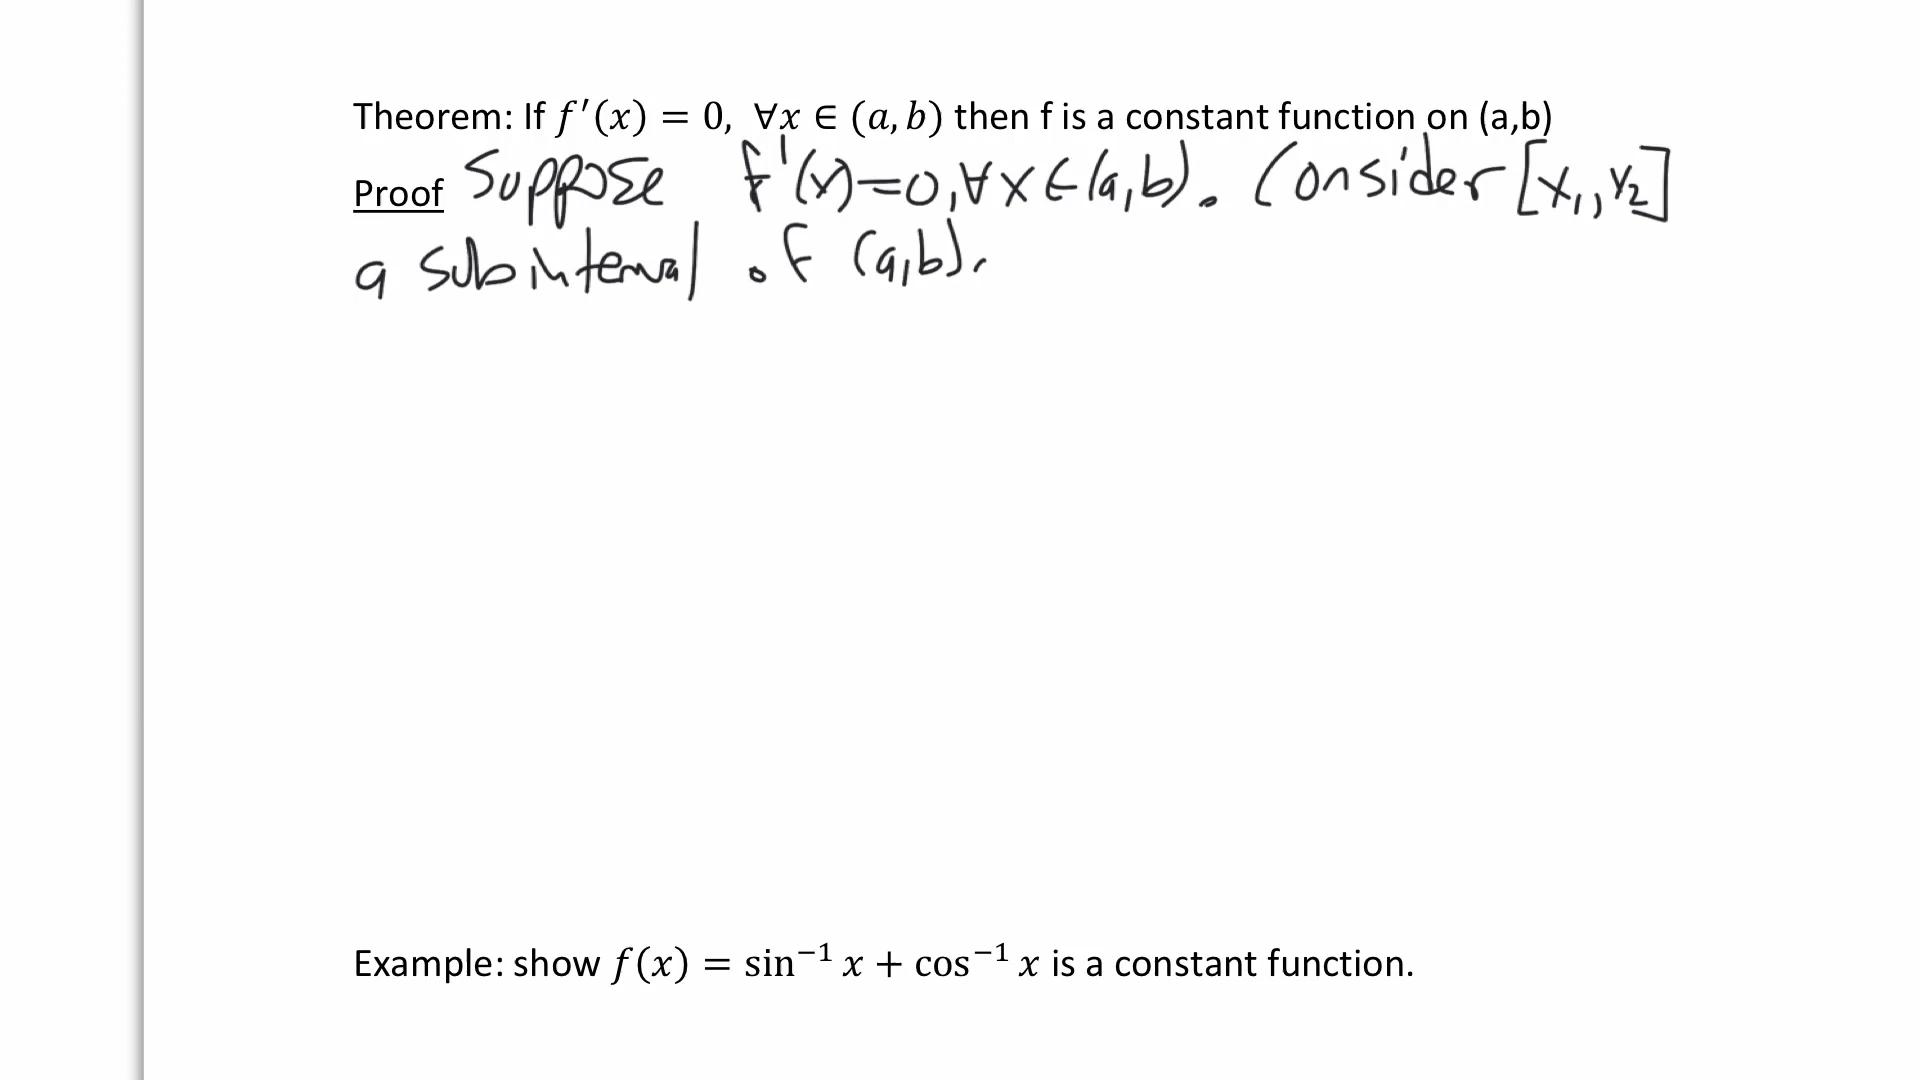 Theorem: If f′(x) = 0, ∀x ∈ (a, b) then f is a constant function on (a,b)
Proof Suppose f'(x)=0, ∀x∈(a,b). Consider [x₁, x₂]
a subinterval of (a,b).
Example: show f(x) = sin⁻¹ x + cos⁻¹ x is a constant function.